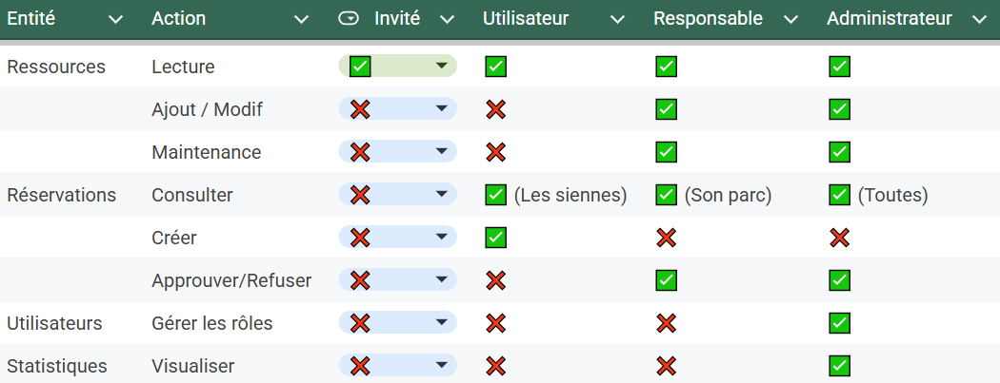 Entité Action Invité Utilisateur Responsable Administrateur
Ressources Lecture ✅ ✅ ✅ ✅
Ajout / Modif ❌ ❌ ✅ ✅
Maintenance ❌ ❌ ✅ ✅
Réservations Consulter ❌ ✅ (Les siennes) ✅ (Son parc) ✅ (Toutes)
Créer ❌ ✅ ❌ ❌
Approuver/Refuser ❌ ❌ ✅ ✅
Utilisateurs Gérer les rôles ❌ ❌ ❌ ✅
Statistiques Visualiser ❌ ❌ ❌ ✅